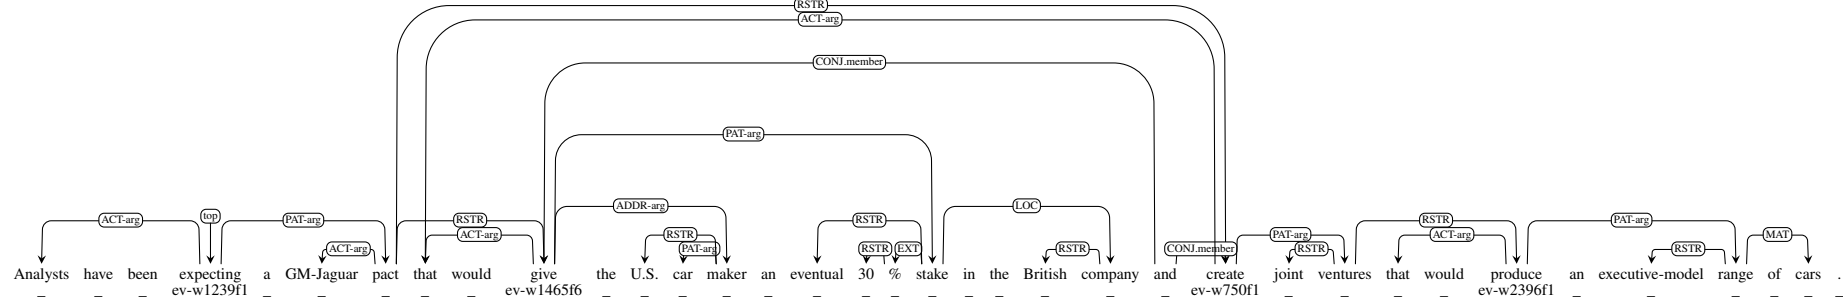 RSTR
ACT-arg
CONJ.member
PAT-arg
ADDR-arg LOC
ACT-arg top PAT-arg RSTR RSTR RSTR PAT-arg
ACT-arg RSTR PAT-arg ACT-arg MAT
ACT-arg PAT-arg RSTR EXT RSTR CONJ.member RSTR RSTR
Analysts have been expecting a GM-Jaguar pact that would give the U.S. car maker an eventual 30 % stake in the British company and create joint ventures that would produce an executive-model range of cars .
_ _ _ ev-w1239f1 _ _ _ _ _ ev-w1465f6 _ _ _ _ _ _ _ _ _ _ _ _ _ _ ev-w750f1 _ _ _ _ ev-w2396f1 _ _ _ _ _ _